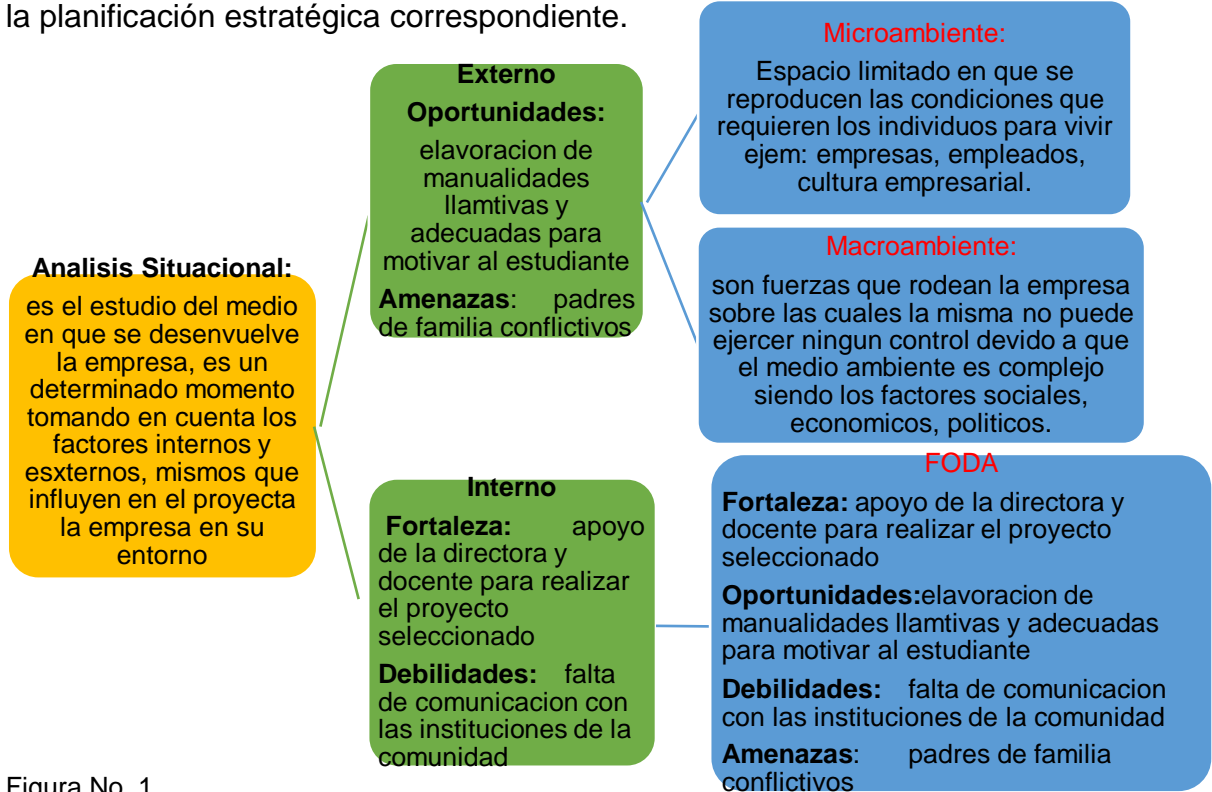 la planificación estratégica correspondiente.
Analisis Situacional:
es el estudio del medio
en que se desenvuelve
la empresa, es un
determinado momento
tomando en cuenta los
factores internos y
esxternos, mismos que
influyen en el proyecta
la empresa en su
entorno
Externo
Oportunidades:
elavoracion de
manualidades
llamtivas y
adecuadas para
motivar al estudiante
Amenazas: padres
de familia conflictivos
Microambiente:
Espacio limitado en que se
reproducen las condiciones que
requieren los individuos para vivir
ejem: empresas, empleados,
cultura empresarial.
Macroambiente:
son fuerzas que rodean la empresa
sobre las cuales la misma no puede
ejercer ningun control devido a que
el medio ambiente es complejo
siendo los factores sociales,
economicos, politicos.
Interno
Fortaleza: apoyo
de la directora y
docente para realizar
el proyecto
seleccionado
Debilidades: falta
de comunicacion con
las instituciones de la
comunidad
FODA
Fortaleza: apoyo de la directora y
docente para realizar el proyecto
seleccionado
Oportunidades:elavoracion de
manualidades llamtivas y adecuadas
para motivar al estudiante
Debilidades: falta de comunicacion
con las instituciones de la comunidad
Amenazas: padres de familia
conflictivos
Figura No. 1